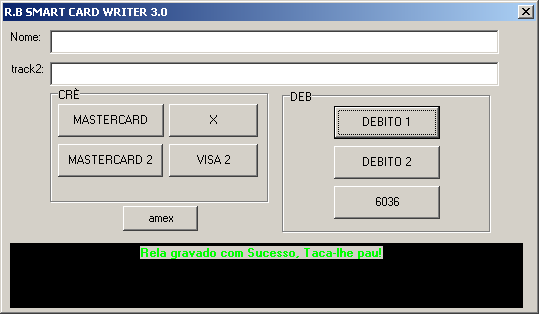 R.B SMART CARD WRITER 3.0
Nome:
track2:
CRÈ
DEB
MASTERCARD
X
DEBITO 1
MASTERCARD 2
VISA 2
DEBITO 2
6036
amex
Rela gravado com Sucesso, Taca-lhe pau!